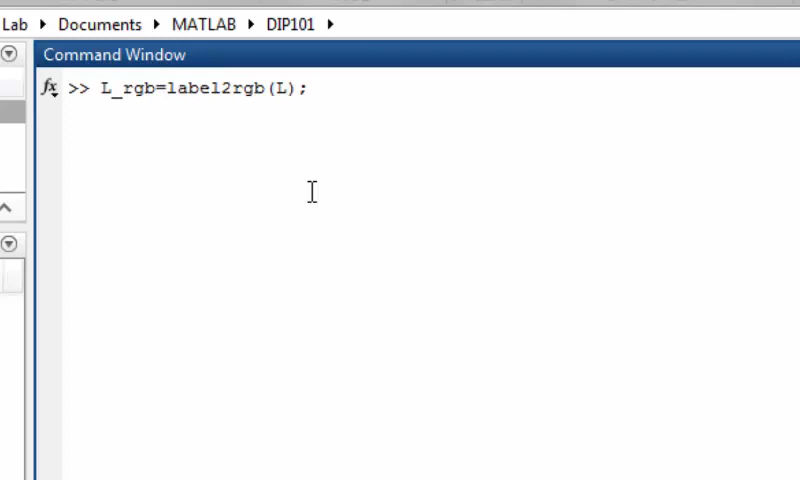 Lab ▸ Documents ▸ MATLAB ▸ DIP101 ▸
Command Window
fx >> L_rgb=label2rgb(L);